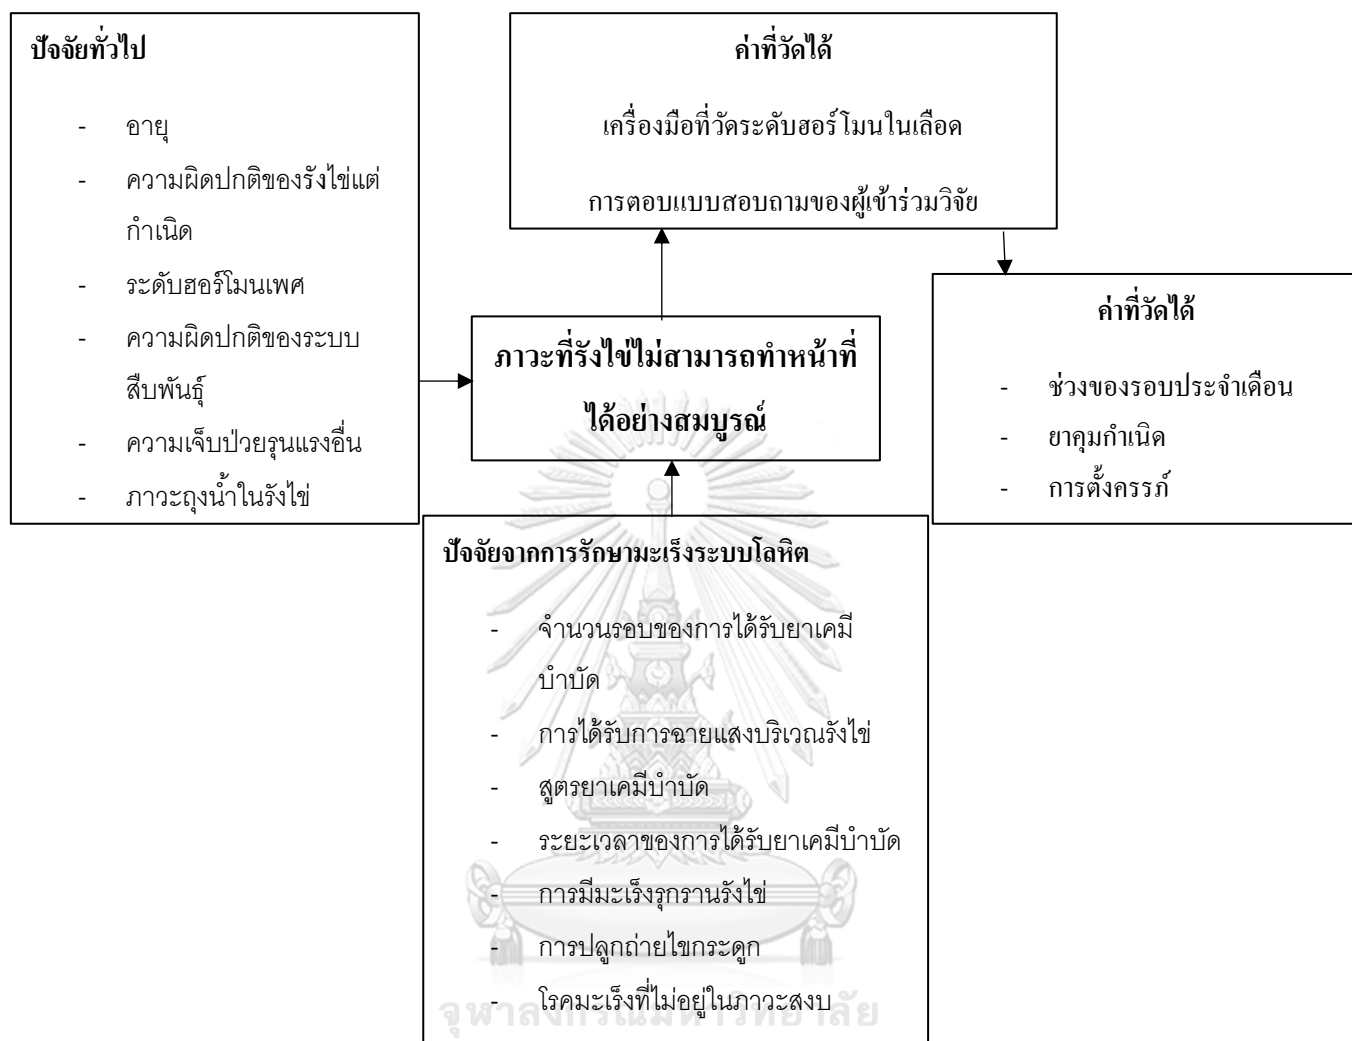 ปัจจัยทั่วไป
- อายุ
- ความผิดปกติของรังไข่แต่
กำเนิด
- ระดับฮอร์โมนเพศ
- ความผิดปกติของระบบ
สืบพันธุ์
- ความเจ็บป่วยรุนแรงอื่น
- ภาวะถุงน้ำในรังไข่
ค่าที่วัดได้
เครื่องมือที่วัดระดับฮอร์โมนในเลือด
การตอบแบบสอบถามของผู้เข้าร่วมวิจัย
ค่าที่วัดได้
- ช่วงของรอบประจำเดือน
- ยาคุมกำเนิด
- การตั้งครรภ์
ภาวะที่รังไข่ไม่สามารถทำหน้าที่
ได้อย่างสมบูรณ์
ปัจจัยจากการรักษามะเร็งระบบโลหิต
- จำนวนรอบของการได้รับยาเคมี
บำบัด
- การได้รับการฉายแสงบริเวณรังไข่
- สูตรยาเคมีบำบัด
- ระยะเวลาของการได้รับยาเคมีบำบัด
- การมีมะเร็งรุกรานรังไข่
- การปลูกถ่ายไขกระดูก
- โรคมะเร็งที่ไม่อยู่ในภาวะสงบ
จุฬาลงกรณ์มหาวิทยาลัย